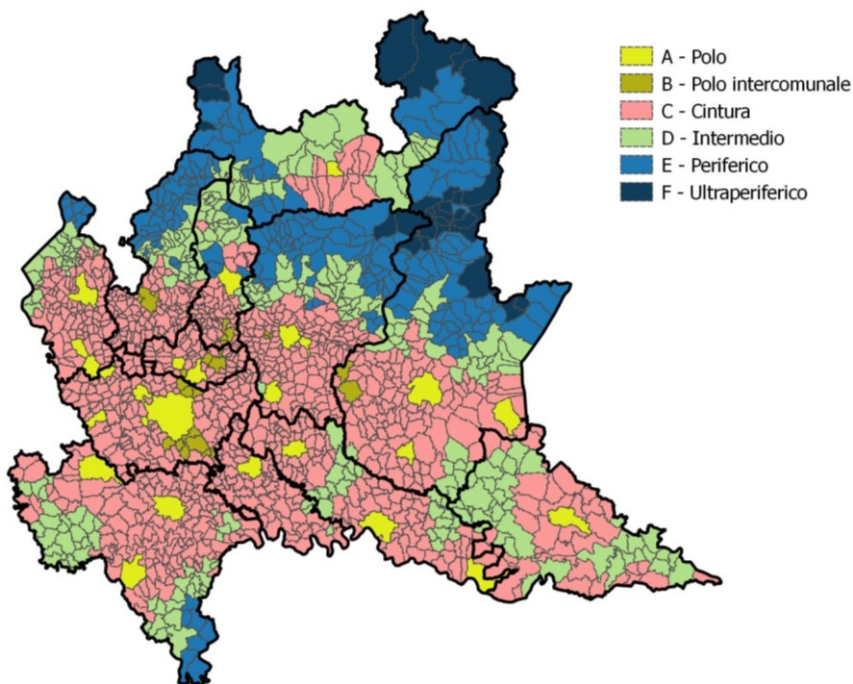 A - Polo
B - Polo intercomunale
C - Cintura
D - Intermedio
E - Periferico
F - Ultraperiferico